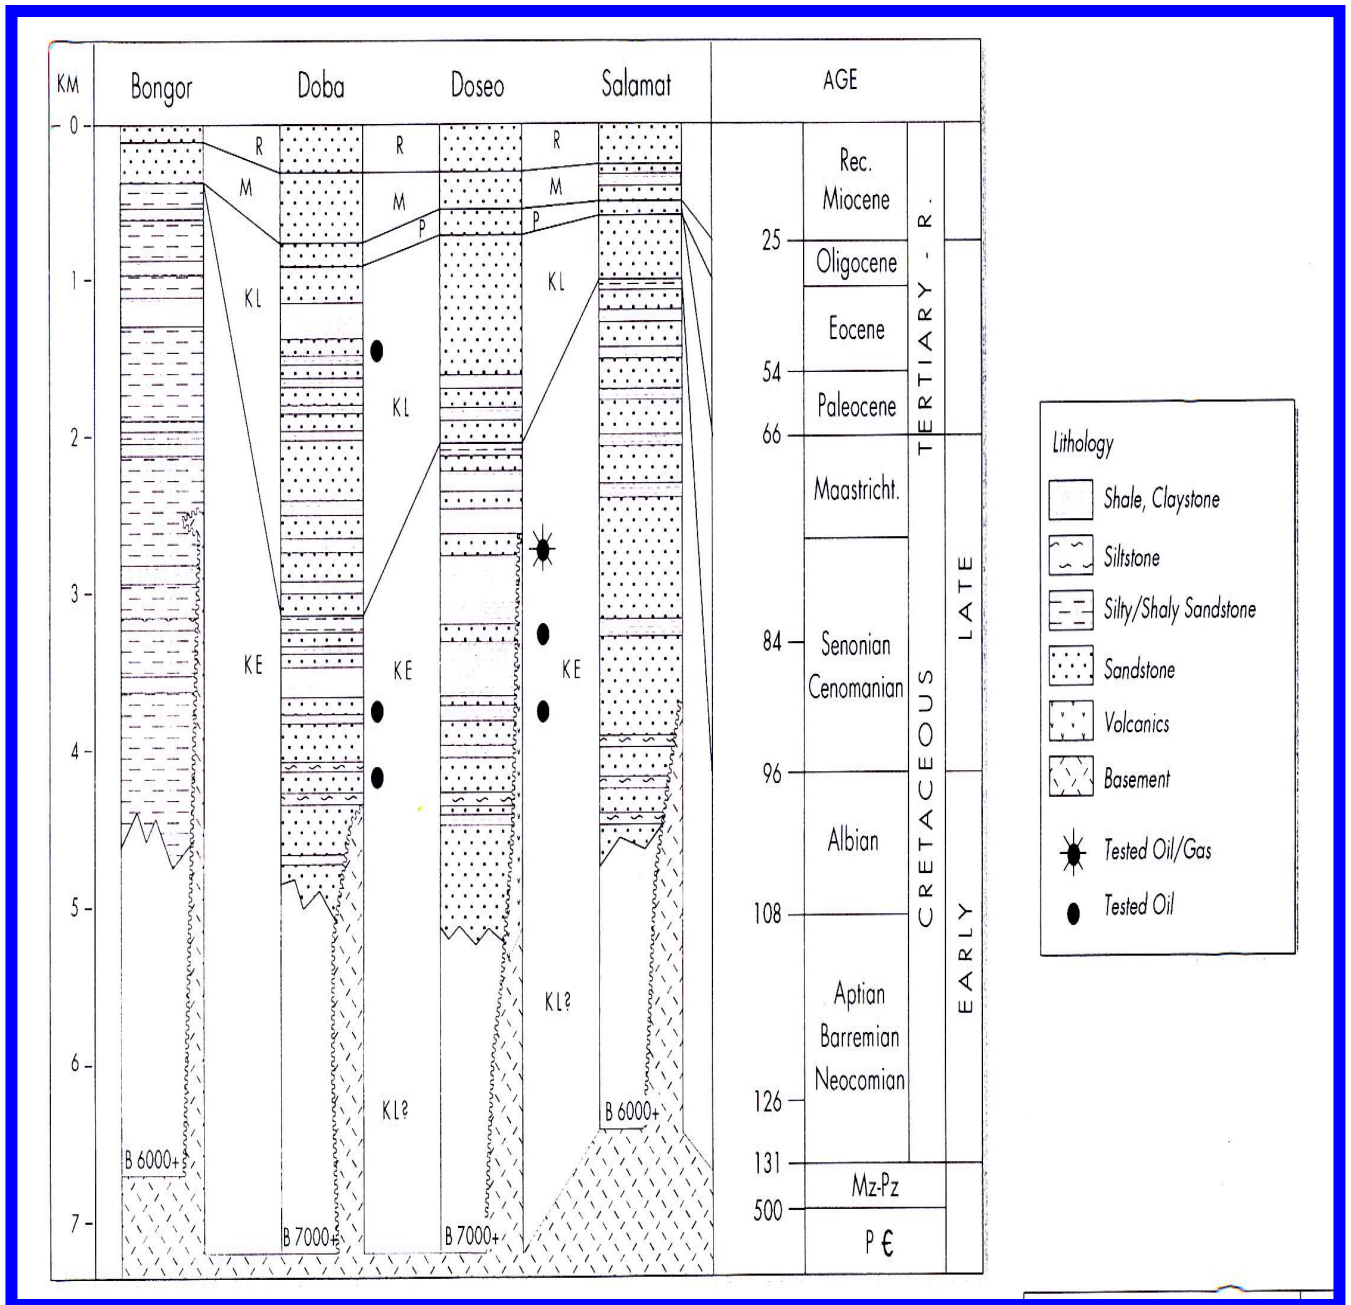 KM
Bongor
Doba
Doseo
Salamat
AGE
0
1
2
3
4
5
6
7
R
R
R
M
M
M
P
P
KL
KL
KL
KE
KE
KE
KL?
KL?
B 6000+
B 7000+
B 7000+
B 6000+
25
54
66
84
96
108
126
131
500
Rec.
Miocene
Oligocene
Eocene
Paleocene
Maastricht.
Senonian
Cenomanian
Albian
Aptian
Barremian
Neocomian
Mz-Pz
P€
TERTIARY - R.
CRETACEOUS
LATE
EARLY
Lithology
Shale, Claystone
Siltstone
Silty/Shaly Sandstone
Sandstone
Volcanics
Basement
Tested Oil/Gas
Tested Oil